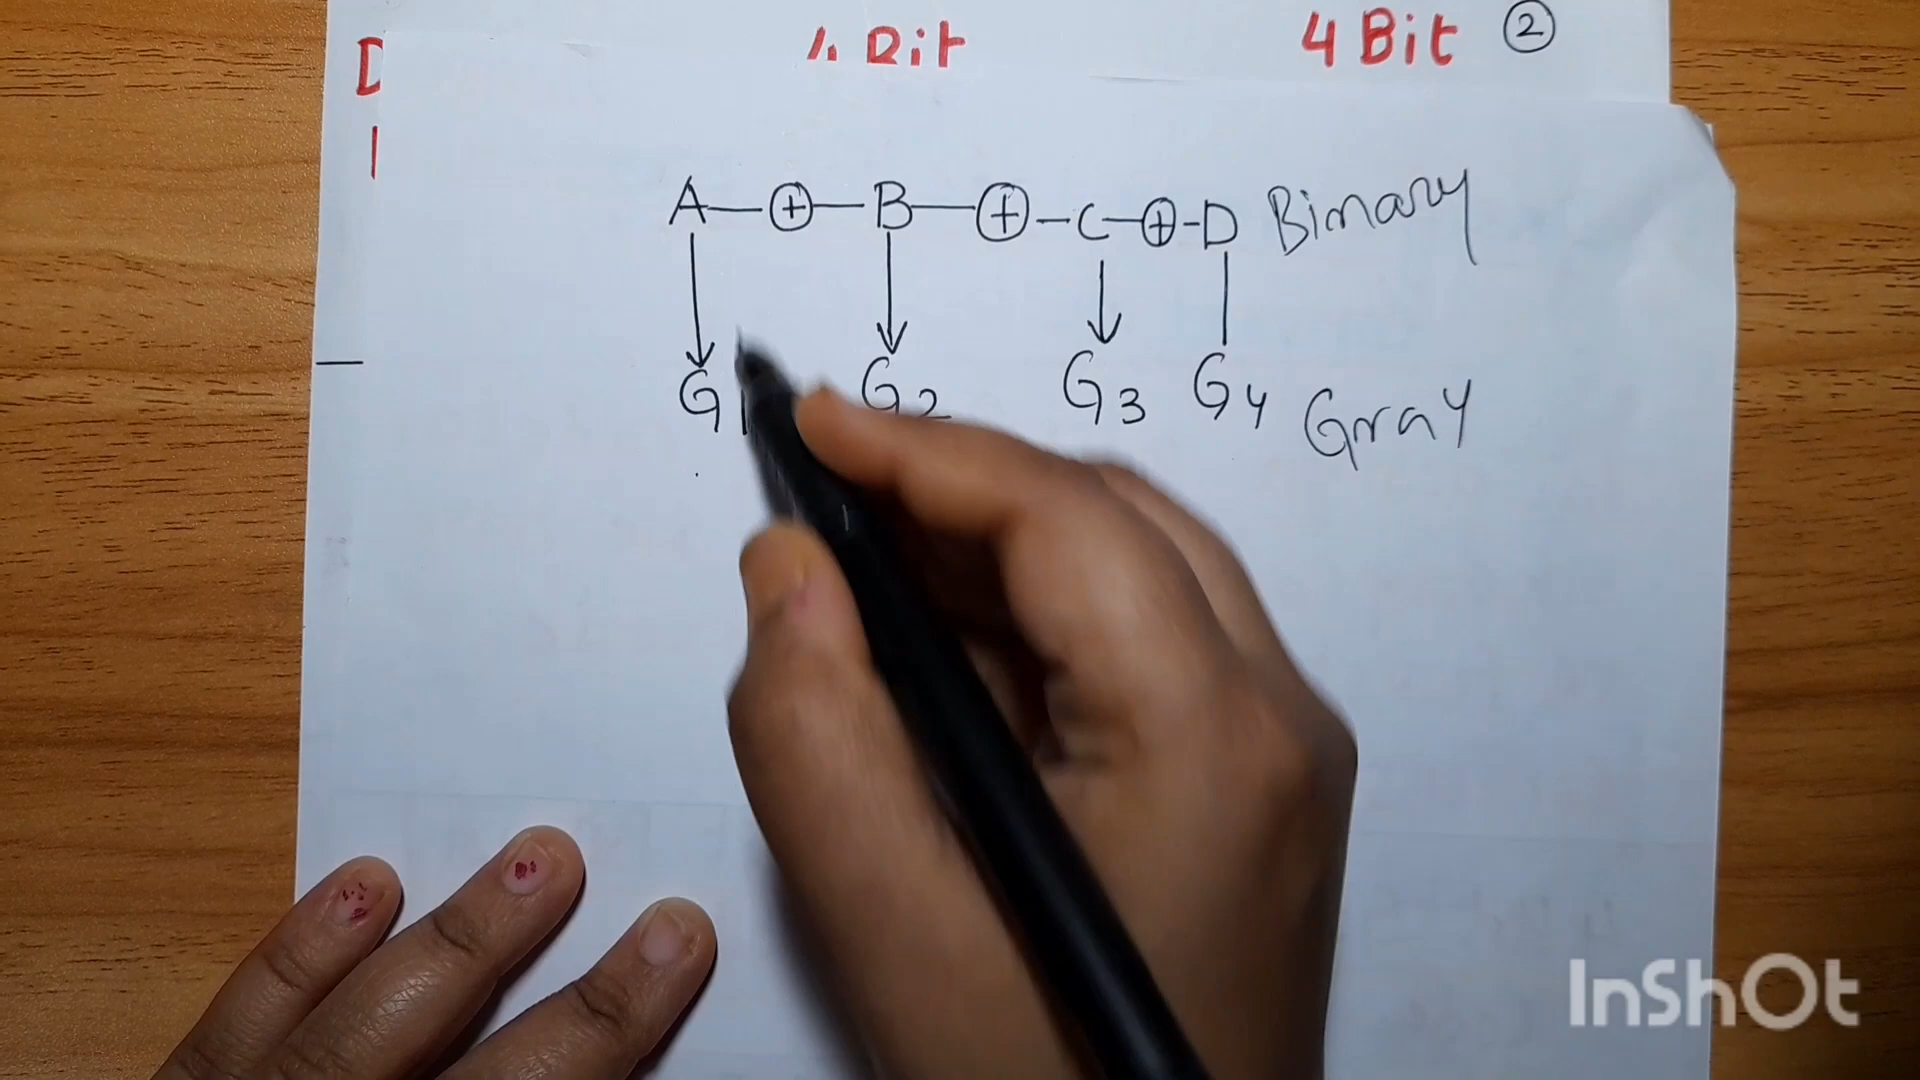 4 Bit ②
A—⊕—B—⊕—C—⊕—D Binary
G1 G2 G3 G4 Gray
InShOt